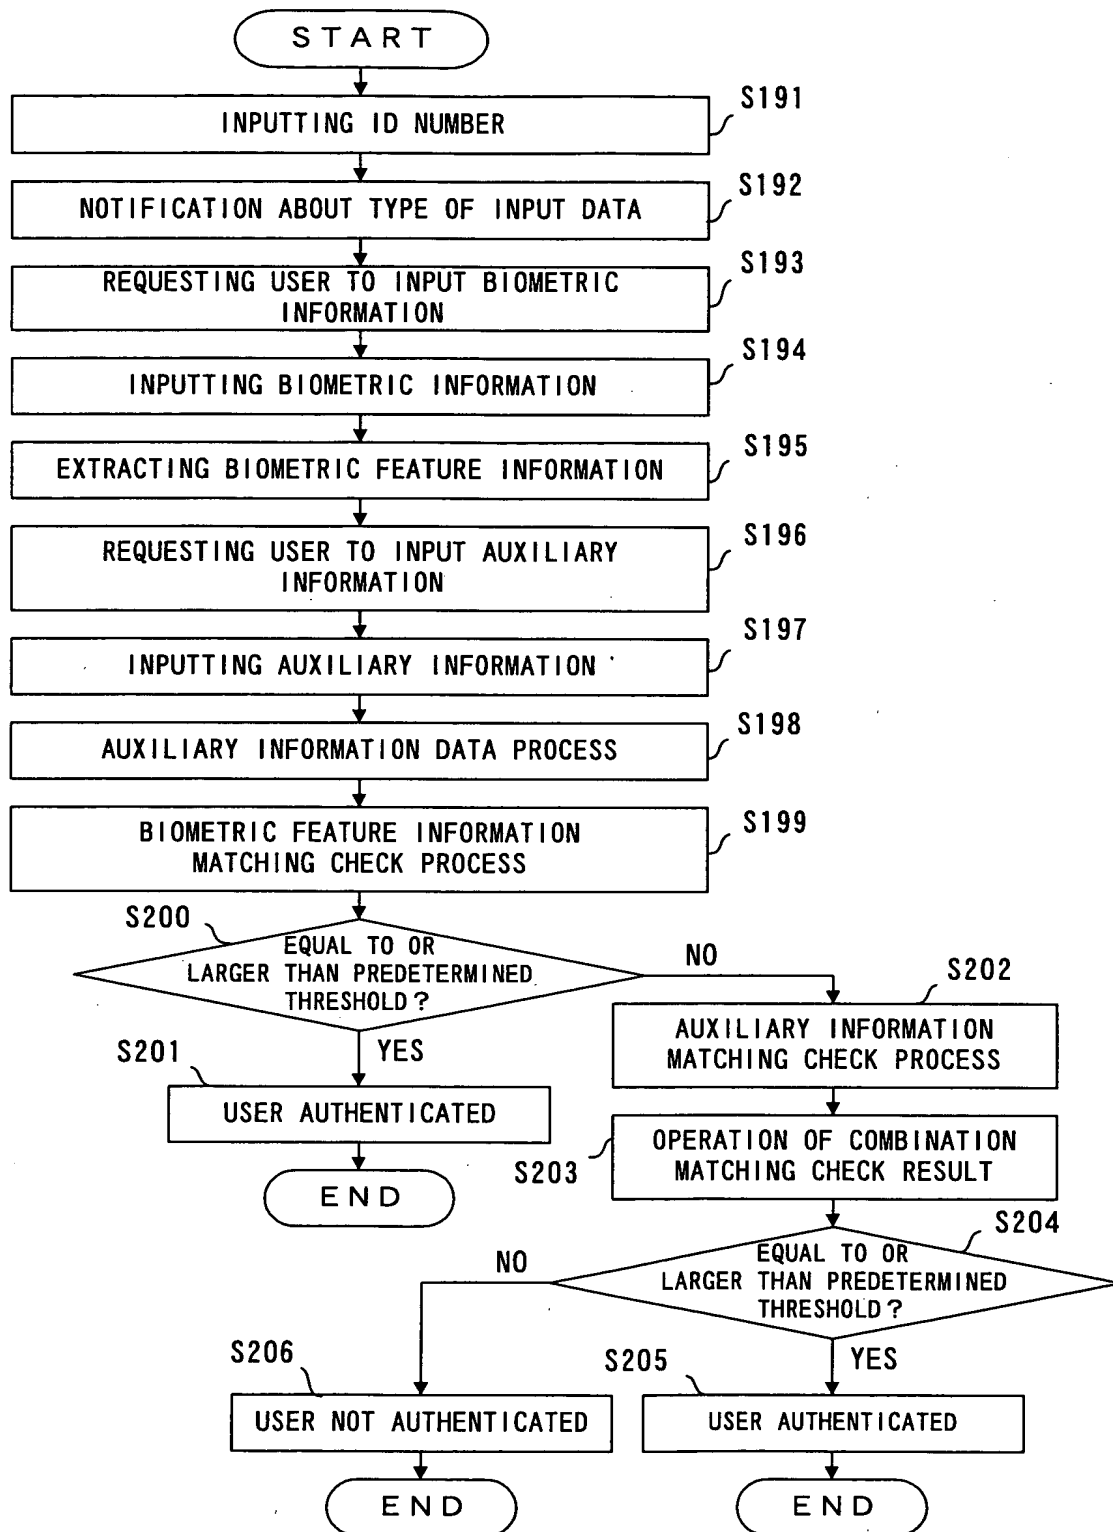 START
S191
INPUTTING ID NUMBER
S192
NOTIFICATION ABOUT TYPE OF INPUT DATA
S193
REQUESTING USER TO INPUT BIOMETRIC
INFORMATION
S194
INPUTTING BIOMETRIC INFORMATION
S195
EXTRACTING BIOMETRIC FEATURE INFORMATION
S196
REQUESTING USER TO INPUT AUXILIARY
INFORMATION
S197
INPUTTING AUXILIARY INFORMATION
S198
AUXILIARY INFORMATION DATA PROCESS
S199
BIOMETRIC FEATURE INFORMATION
MATCHING CHECK PROCESS
S200
EQUAL TO OR
LARGER THAN PREDETERMINED
THRESHOLD?
NO
YES
S201
USER AUTHENTICATED
END
S202
AUXILIARY INFORMATION
MATCHING CHECK PROCESS
S203
OPERATION OF COMBINATION
MATCHING CHECK RESULT
S204
EQUAL TO OR
LARGER THAN PREDETERMINED
THRESHOLD?
NO
YES
S206
USER NOT AUTHENTICATED
END
S205
USER AUTHENTICATED
END